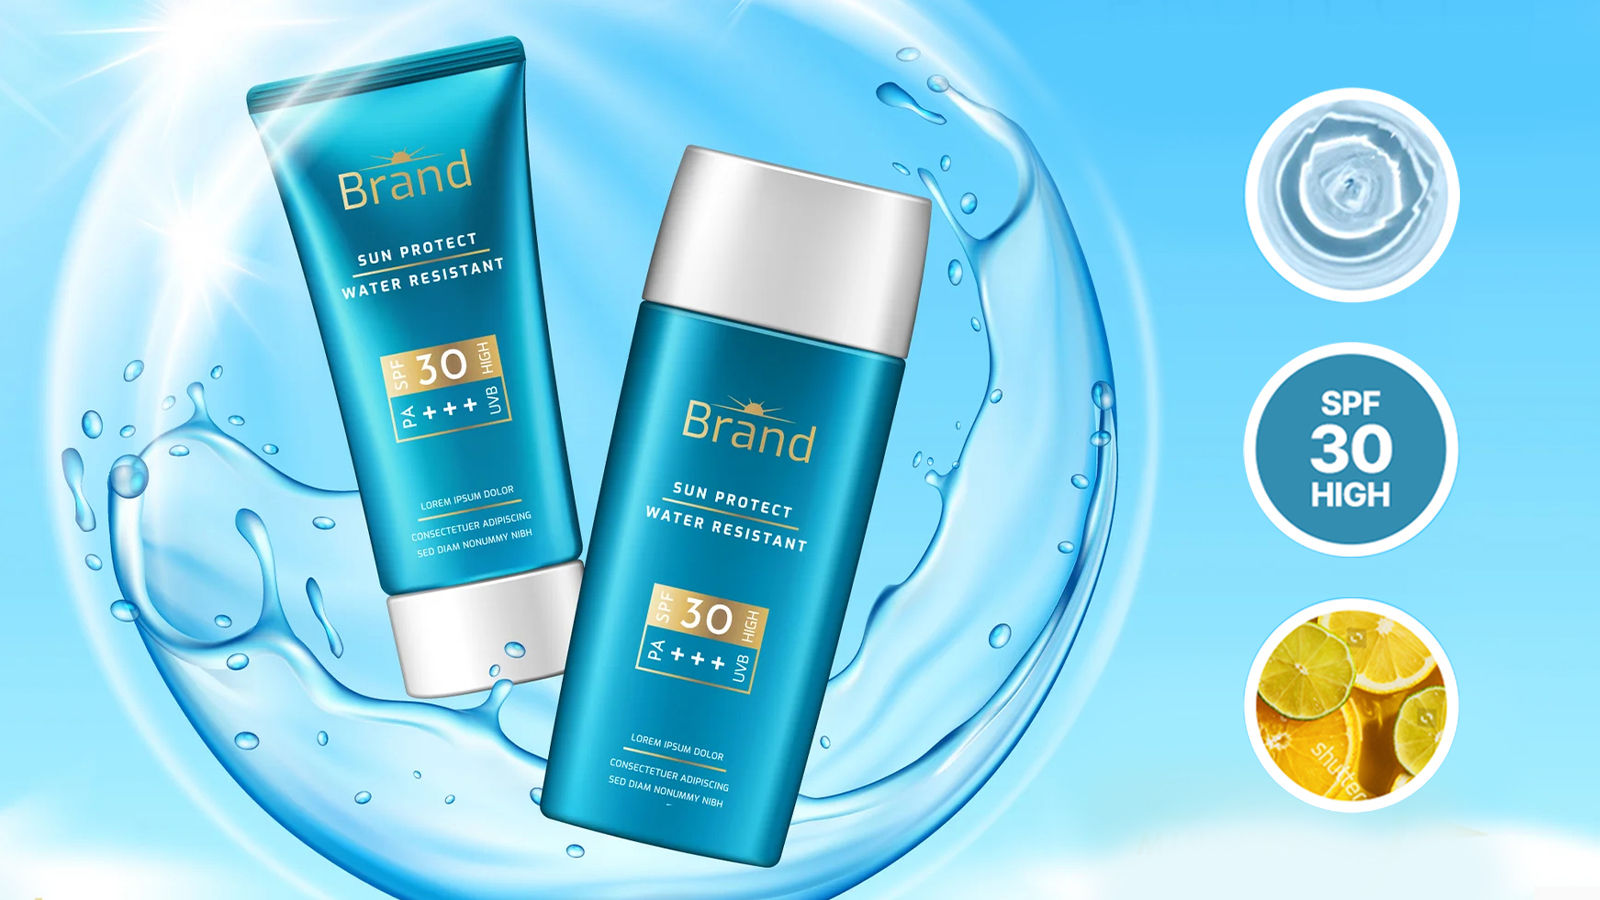 Brand
SUN PROTECT
WATER RESISTANT
SPF 30 HIGH
PA +++ UVB
LOREM IPSUM DOLOR
CONSECTETUER ADIPISCING
SED DIAM NONUMMY NIBH
Brand
SUN PROTECT
WATER RESISTANT
SPF 30 HIGH
PA +++ UVB
LOREM IPSUM DOLOR
CONSECTETUER ADIPISCING
SED DIAM NONUMMY NIBH
SPF
30
HIGH
shutter